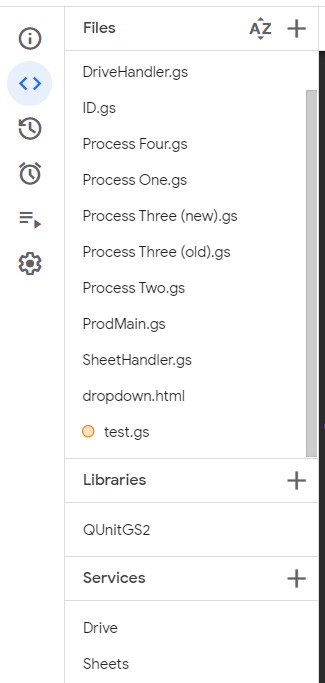 Files
AZ
DriveHandler.gs
ID.gs
Process Four.gs
Process One.gs
Process Three (new).gs
Process Three (old).gs
Process Two.gs
ProdMain.gs
SheetHandler.gs
dropdown.html
test.gs
Libraries
QUnitGS2
Services
Drive
Sheets